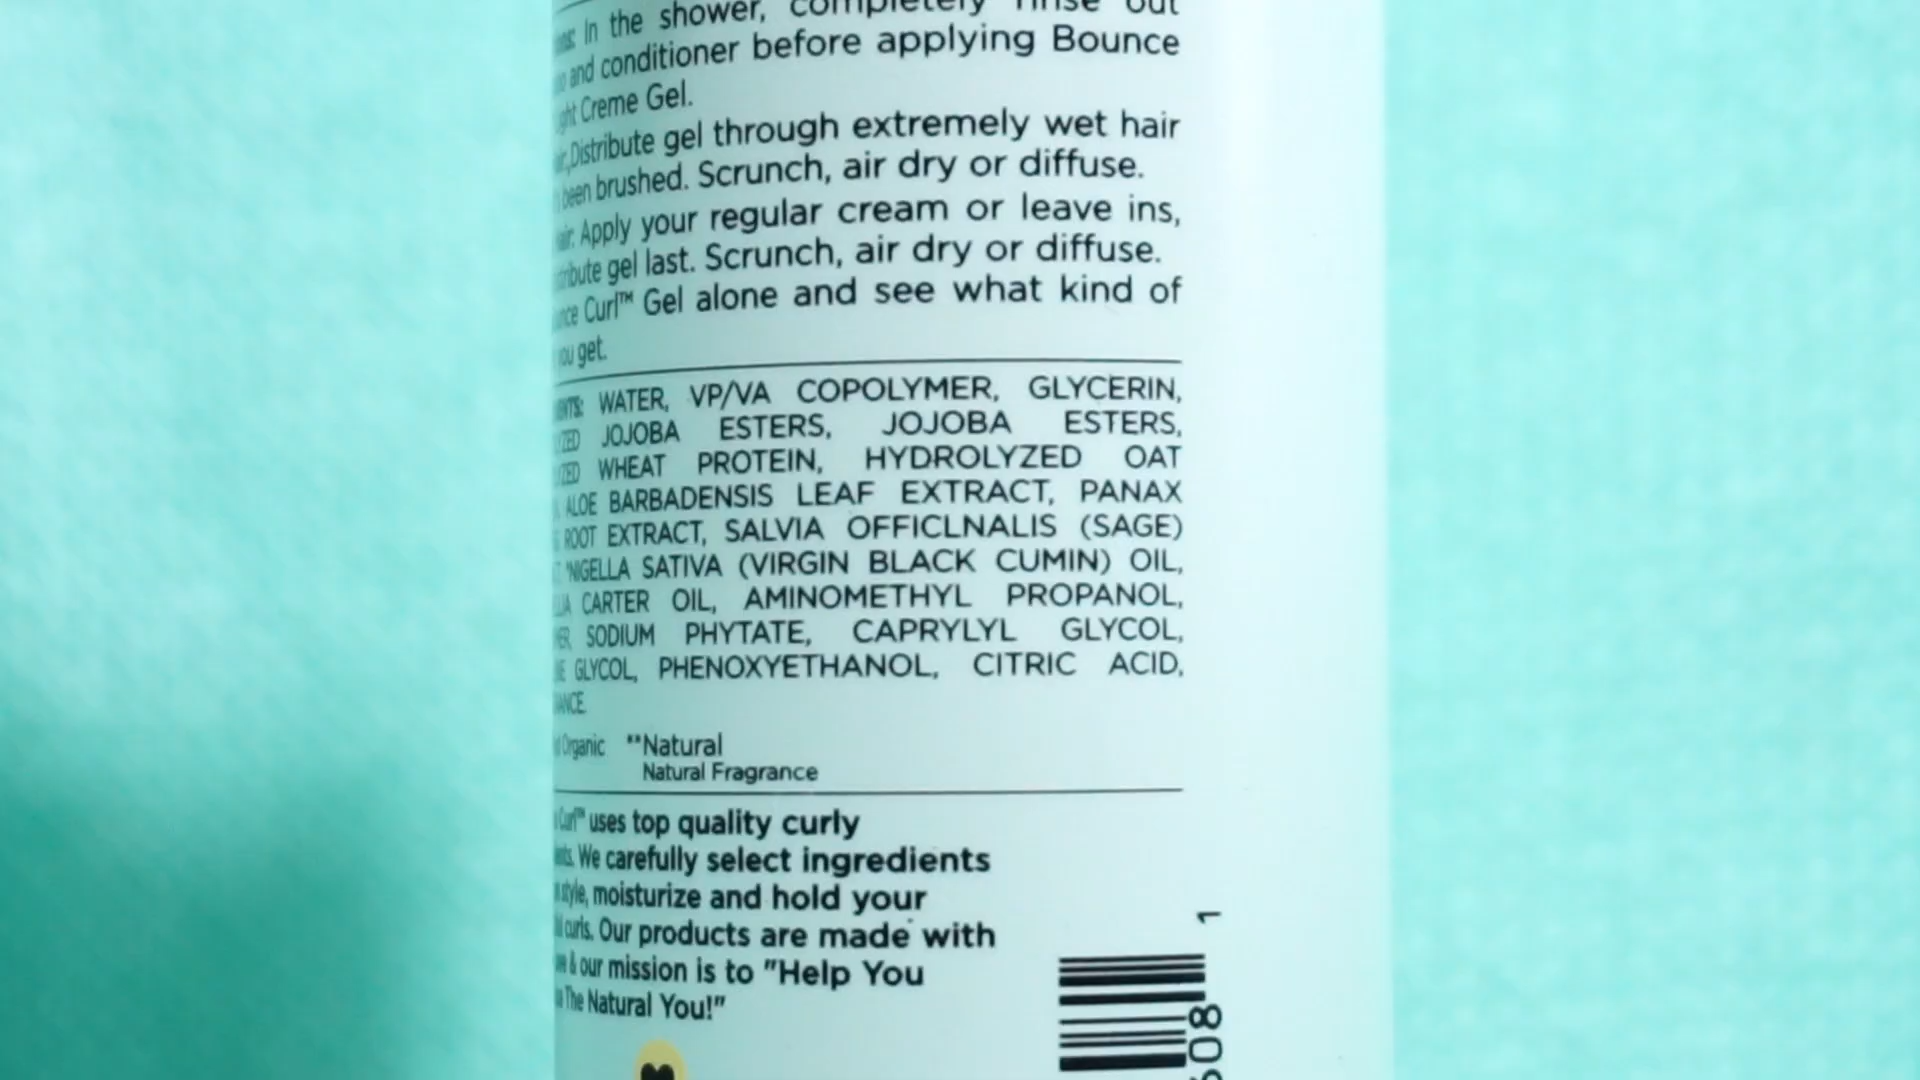 In the shower, completely rinse out
and conditioner before applying Bounce
Creme Gel.
Distribute gel through extremely wet hair
been brushed. Scrunch, air dry or diffuse.
Apply your regular cream or leave ins,
gel last. Scrunch, air dry or diffuse.
Curl™ Gel alone and see what kind of
you get.
WATER, VP/VA COPOLYMER, GLYCERIN,
JOJOBA ESTERS, JOJOBA ESTERS,
WHEAT PROTEIN, HYDROLYZED OAT
ALOE BARBADENSIS LEAF EXTRACT, PANAX
ROOT EXTRACT, SALVIA OFFICLNALIS (SAGE)
*NIGELLA SATIVA (VIRGIN BLACK CUMIN) OIL,
CARTER OIL, AMINOMETHYL PROPANOL,
SODIUM PHYTATE, CAPRYLYL GLYCOL,
GLYCOL, PHENOXYETHANOL, CITRIC ACID,
Organic **Natural
Natural Fragrance
Curl™ uses top quality curly
We carefully select ingredients
style, moisturize and hold your
curls. Our products are made with
& our mission is to "Help You
The Natural You!"
608 1